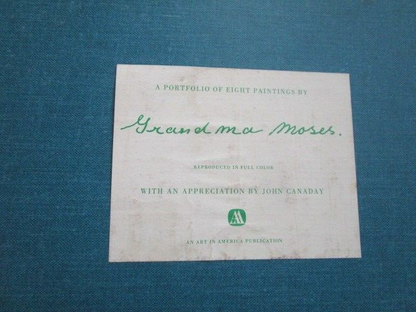 A PORTFOLIO OF EIGHT PAINTINGS BY
Grandma Moses.
REPRODUCED IN FULL COLOR
WITH AN APPRECIATION BY JOHN CANADAY
AN ART IN AMERICA PUBLICATION